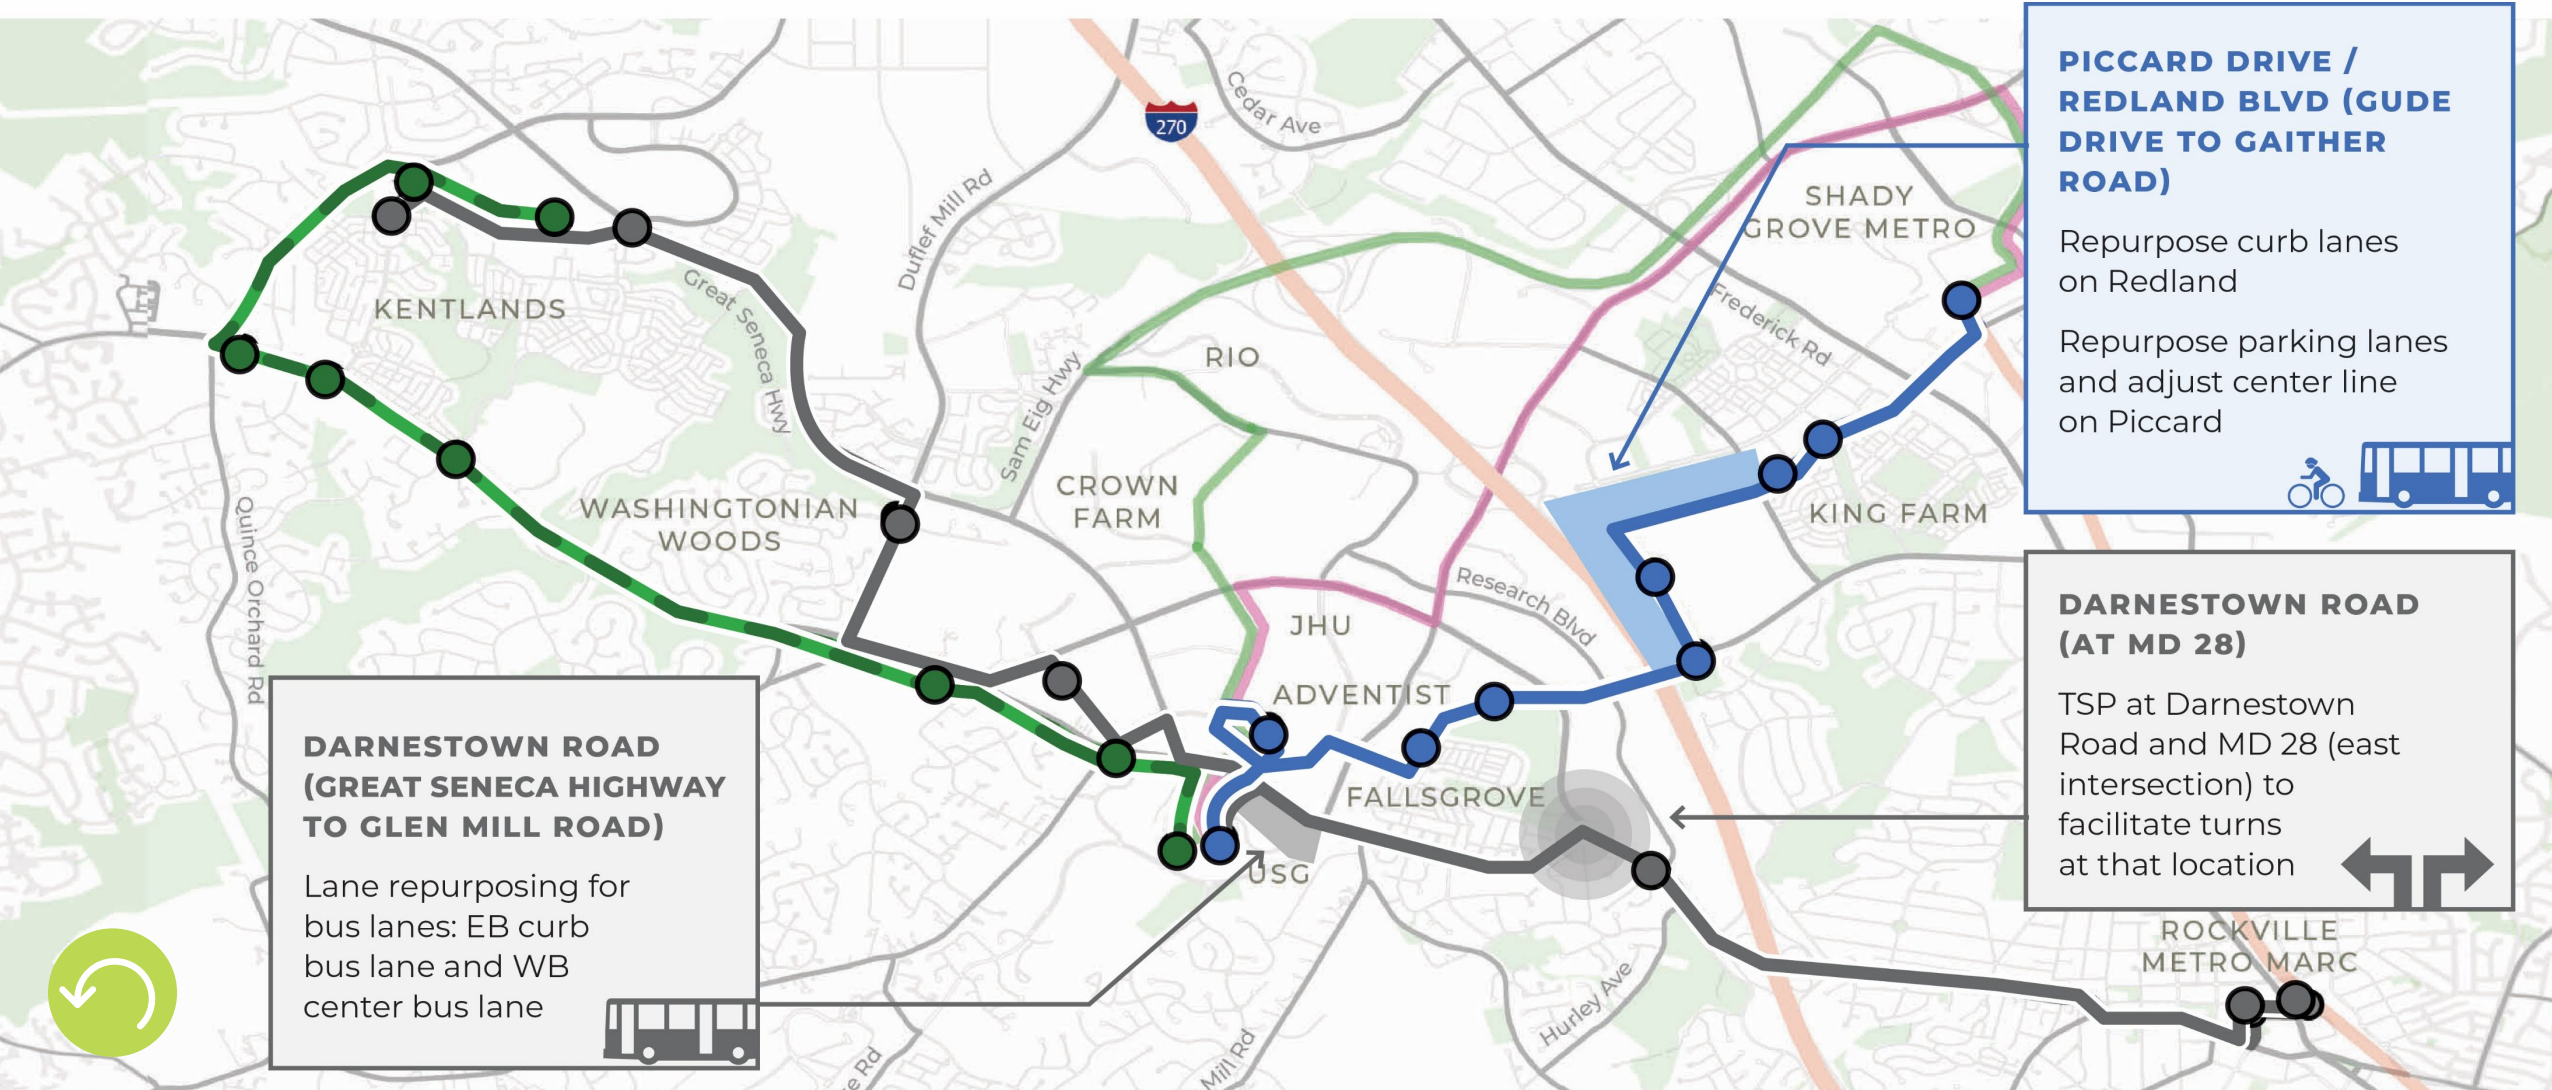 PICCARD DRIVE /
REDLAND BLVD (GUDE
DRIVE TO GAITHER
ROAD)
Repurpose curb lanes
on Redland
Repurpose parking lanes
and adjust center line
on Piccard
270
Cedar Ave
Duflef Mill Rd
SHADY
GROVE METRO
KENTLANDS
Great Seneca Hwy
Frederick Rd
RIO
Sam Eig Hwy
CROWN
FARM
WASHINGTONIAN
WOODS
KING FARM
Quince Orchard Rd
Research Blvd
JHU
ADVENTIST
FALLSGROVE
USG
DARNESTOWN ROAD
(AT MD 28)
TSP at Darnestown
Road and MD 28 (east
intersection) to
facilitate turns
at that location
DARNESTOWN ROAD
(GREAT SENECA HIGHWAY
TO GLEN MILL ROAD)
Lane repurposing for
bus lanes: EB curb
bus lane and WB
center bus lane
ROCKVILLE
METRO MARC
Hurley Ave
Mill Rd
e Rd